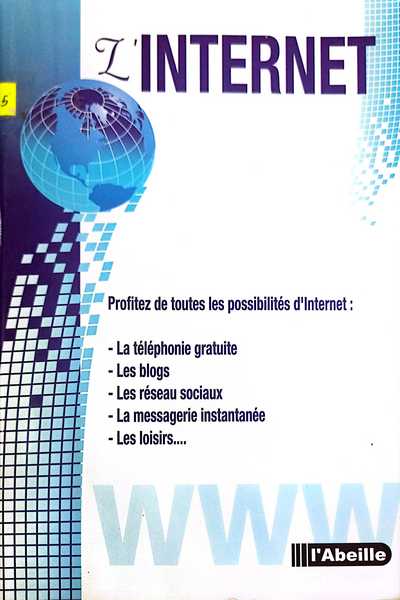 L'INTERNET
5
Profitez de toutes les possibilités d'Internet :
- La téléphonie gratuite
- Les blogs
- Les réseau sociaux
- La messagerie instantanée
- Les loisirs....
WWW
l'Abeille